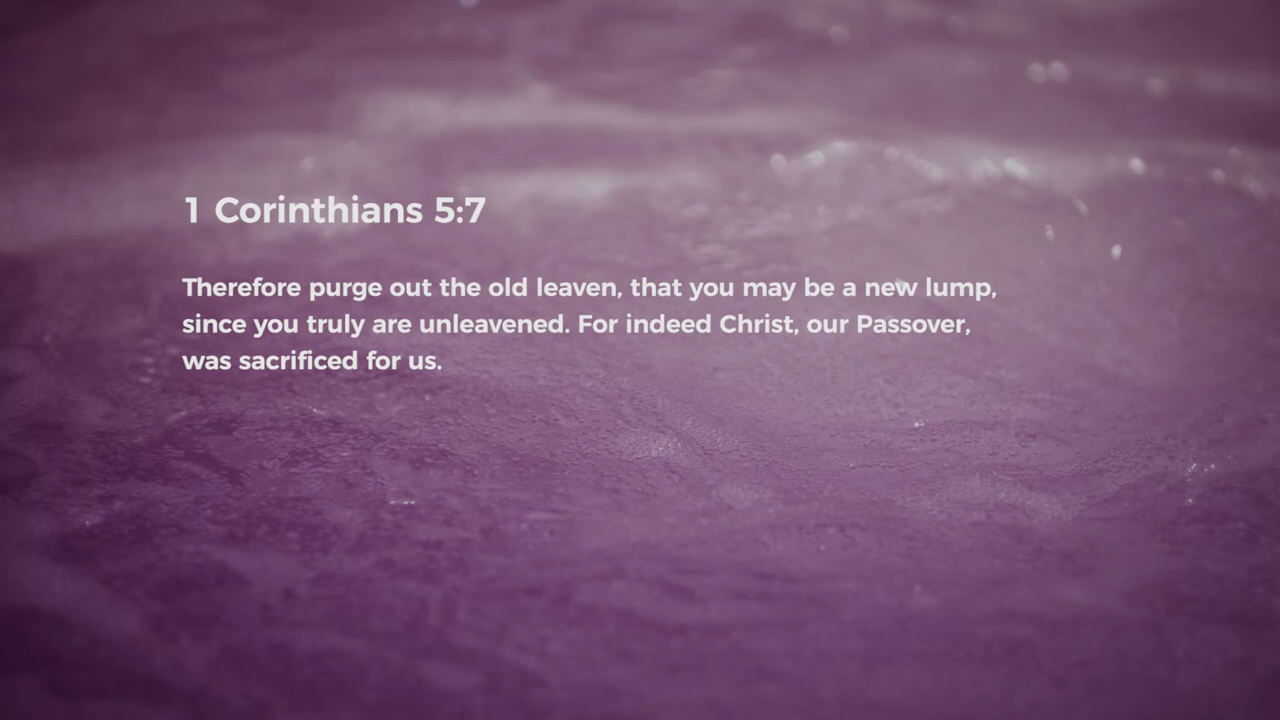 1 Corinthians 5:7
Therefore purge out the old leaven, that you may be a new lump,
since you truly are unleavened. For indeed Christ, our Passover,
was sacrificed for us.